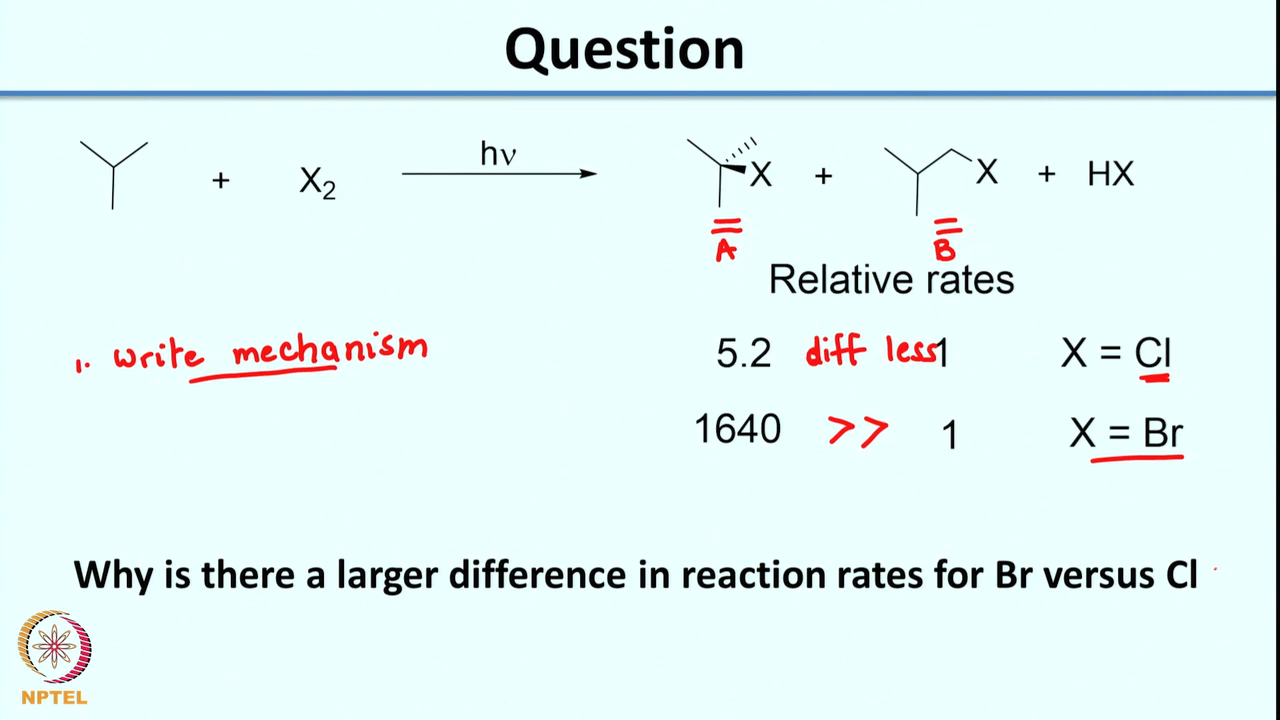 Question
+ X2 hν X + X + HX
A B
Relative rates
1. write mechanism 5.2 diff less 1 X = Cl
1640 >> 1 X = Br
Why is there a larger difference in reaction rates for Br versus Cl
NPTEL